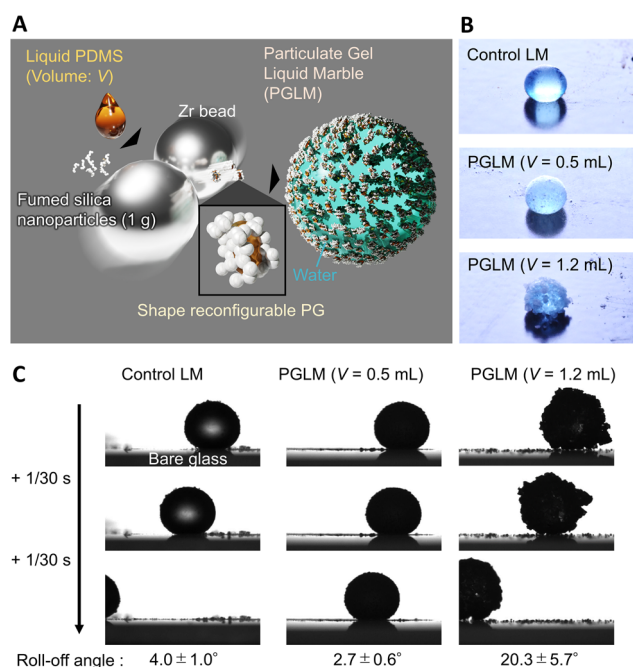 A
Liquid PDMS
(Volume: V)
Zr bead
Particulate Gel
Liquid Marble
(PGLM)
Fumed silica
nanoparticles (1 g)
Water
Shape reconfigurable PG
B
Control LM
PGLM (V = 0.5 mL)
PGLM (V = 1.2 mL)
C
Control LM
PGLM (V = 0.5 mL)
PGLM (V = 1.2 mL)
Bare glass
+ 1/30 s
+ 1/30 s
Roll-off angle : 4.0 ± 1.0° 2.7 ± 0.6° 20.3 ± 5.7°